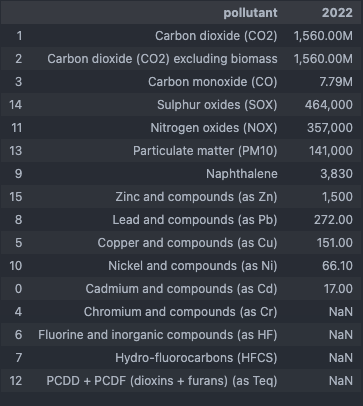 pollutant 2022
1 Carbon dioxide (CO2) 1,560.00M
2 Carbon dioxide (CO2) excluding biomass 1,560.00M
3 Carbon monoxide (CO) 7.79M
14 Sulphur oxides (SOX) 464,000
11 Nitrogen oxides (NOX) 357,000
13 Particulate matter (PM10) 141,000
9 Naphthalene 3,830
15 Zinc and compounds (as Zn) 1,500
8 Lead and compounds (as Pb) 272.00
5 Copper and compounds (as Cu) 151.00
10 Nickel and compounds (as Ni) 66.10
0 Cadmium and compounds (as Cd) 17.00
4 Chromium and compounds (as Cr) NaN
6 Fluorine and inorganic compounds (as HF) NaN
7 Hydro-fluorocarbons (HFCS) NaN
12 PCDD + PCDF (dioxins + furans) (as Teq) NaN